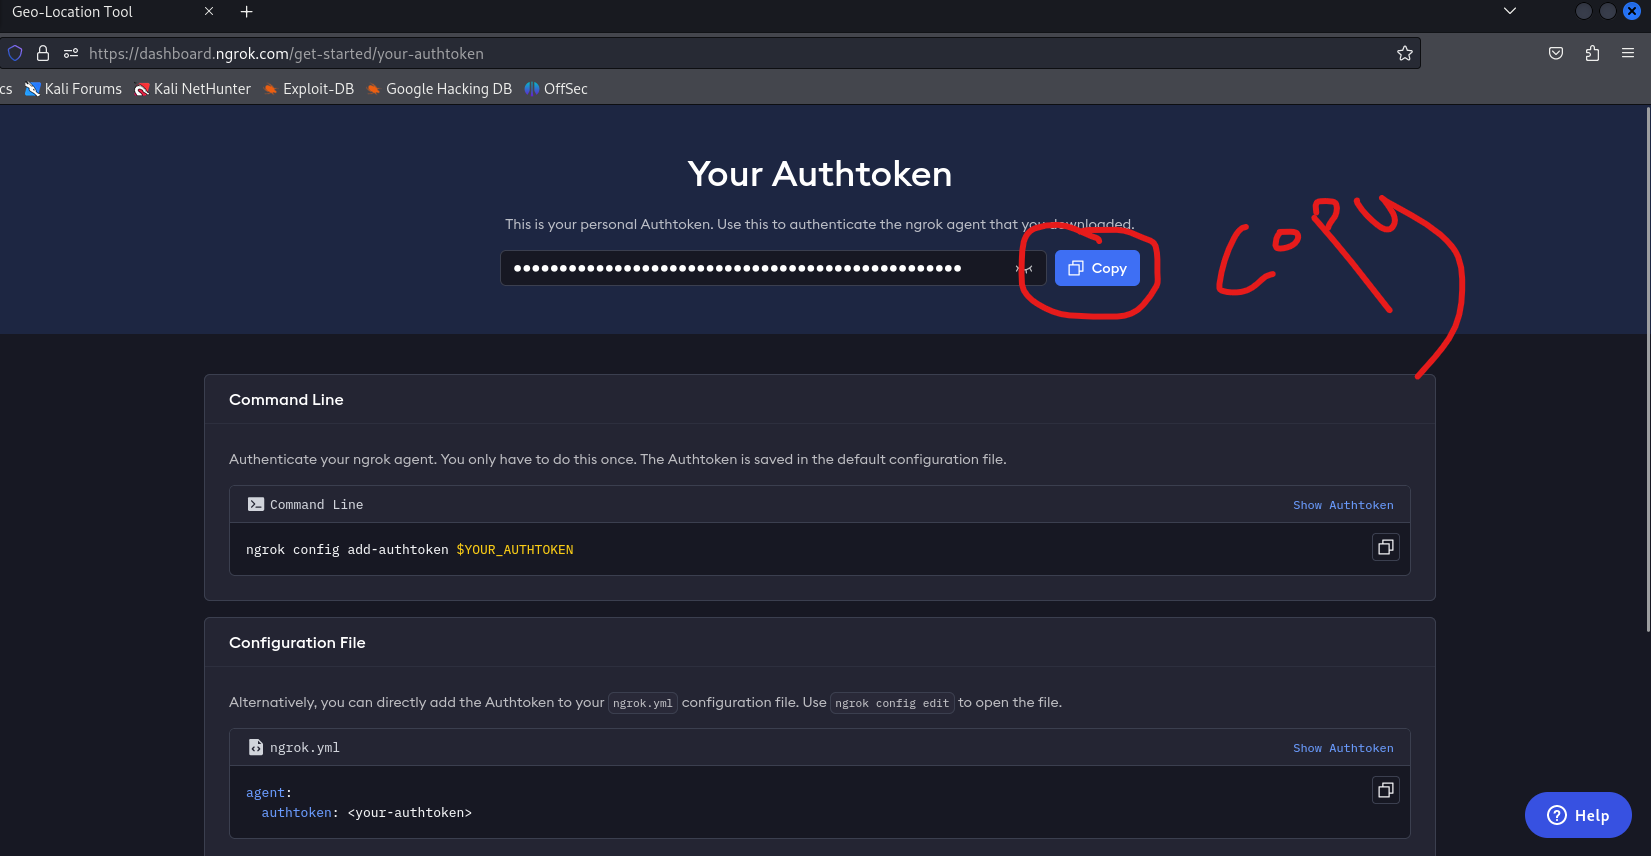 Geo-Location Tool
https://dashboard.ngrok.com/get-started/your-authtoken
cs Kali Forums Kali NetHunter Exploit-DB Google Hacking DB OffSec
Your Authtoken
This is your personal Authtoken. Use this to authenticate the ngrok agent that you downloaded.
Copy
Copy
Command Line
Authenticate your ngrok agent. You only have to do this once. The Authtoken is saved in the default configuration file.
Command Line Show Authtoken
ngrok config add-authtoken $YOUR_AUTHTOKEN
Configuration File
Alternatively, you can directly add the Authtoken to your ngrok.yml configuration file. Use ngrok config edit to open the file.
ngrok.yml Show Authtoken
agent:
authtoken: <your-authtoken>
Help